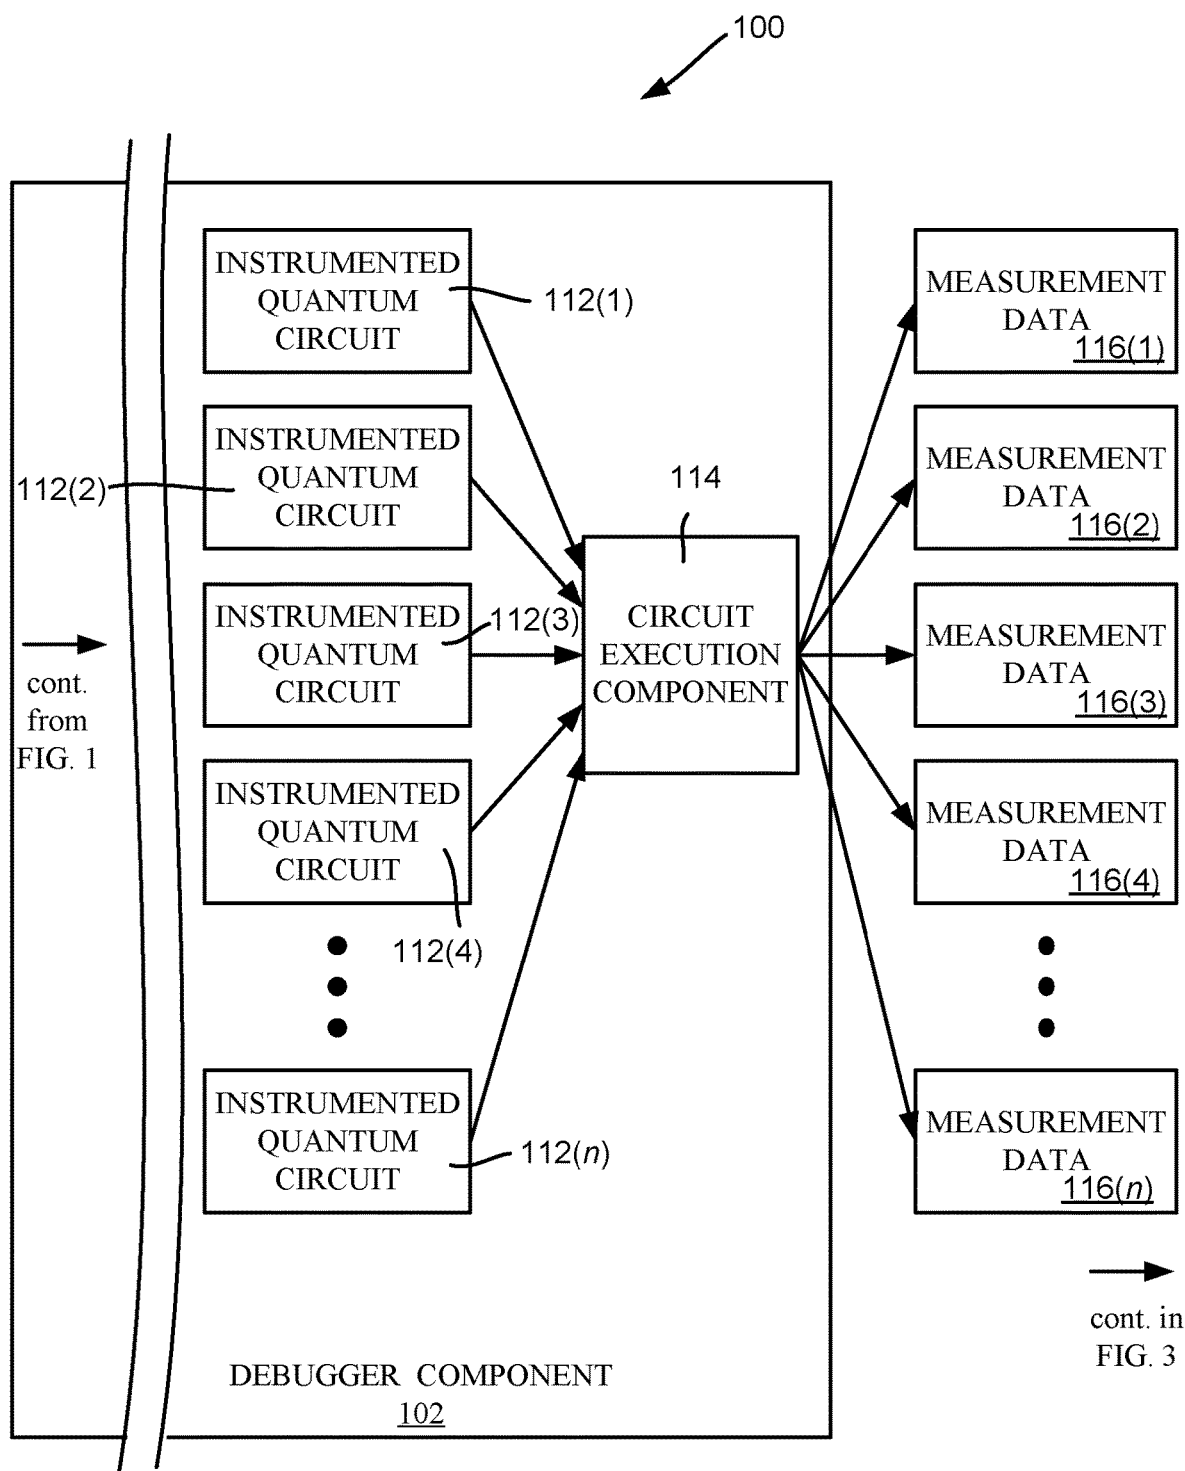 100
INSTRUMENTED
QUANTUM
CIRCUIT
112(1)
MEASUREMENT
DATA
116(1)
INSTRUMENTED
QUANTUM
CIRCUIT
112(2)
114
MEASUREMENT
DATA
116(2)
cont.
from
FIG. 1
INSTRUMENTED
QUANTUM
CIRCUIT
112(3)
CIRCUIT
EXECUTION
COMPONENT
MEASUREMENT
DATA
116(3)
INSTRUMENTED
QUANTUM
CIRCUIT
112(4)
MEASUREMENT
DATA
116(4)
INSTRUMENTED
QUANTUM
CIRCUIT
112(n)
MEASUREMENT
DATA
116(n)
cont. in
FIG. 3
DEBUGGER COMPONENT
102